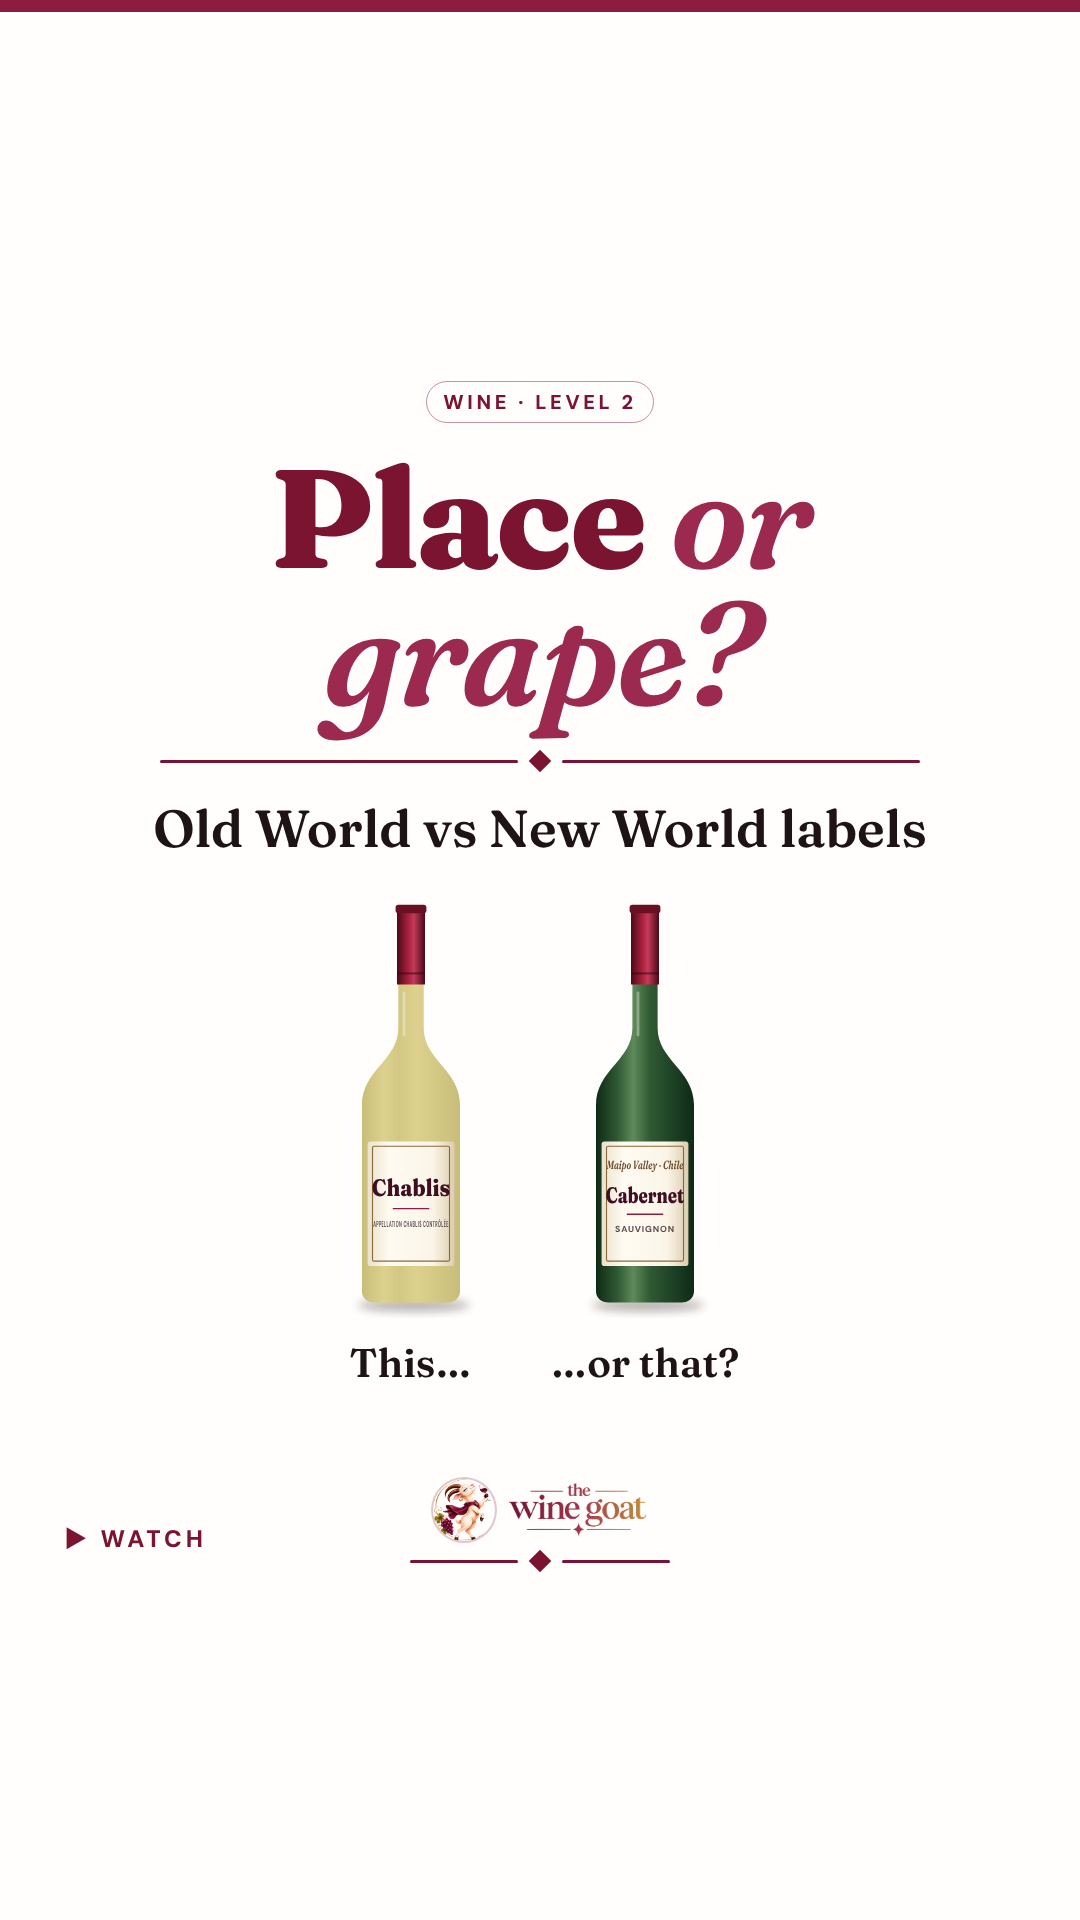 WINE · LEVEL 2
Place or
grape?
Old World vs New World labels
Chablis
APPELLATION CHABLIS CONTRÔLÉE
Maipo Valley · Chile
Cabernet
SAUVIGNON
This...
...or that?
the
wine goat
WATCH